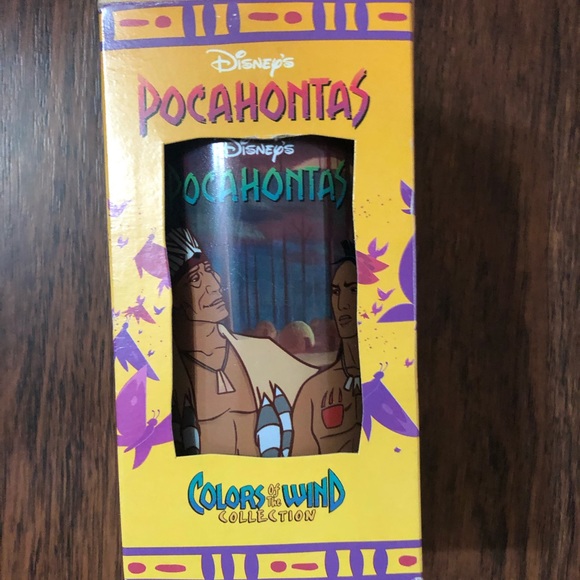 Disney's
POCAHONTAS
Disney's
POCAHONTAS
COLORS OF THE WIND
COLLECTION